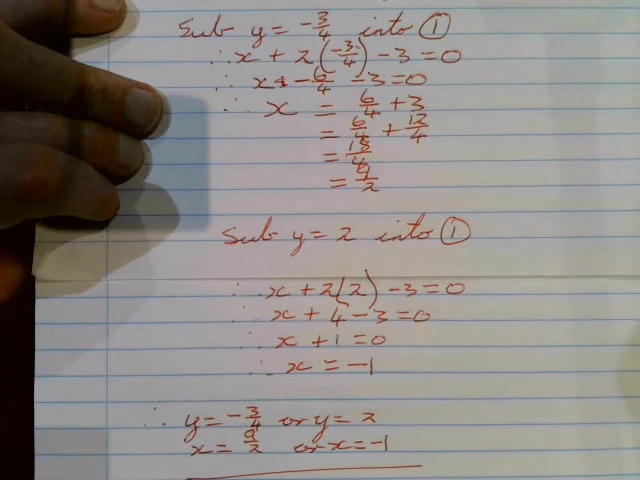 Sub y = -3/4 into ①
∴ x + 2(-3/4) - 3 = 0
∴ x - 6/4 - 3 = 0
∴ x = 6/4 + 3
= 6/4 + 12/4
= 18/4
= 9/2
Sub y = 2 into ①
∴ x + 2(2) - 3 = 0
∴ x + 4 - 3 = 0
∴ x + 1 = 0
∴ x = -1
∴ y = -3/4 or y = 2
x = 9/2 or x = -1